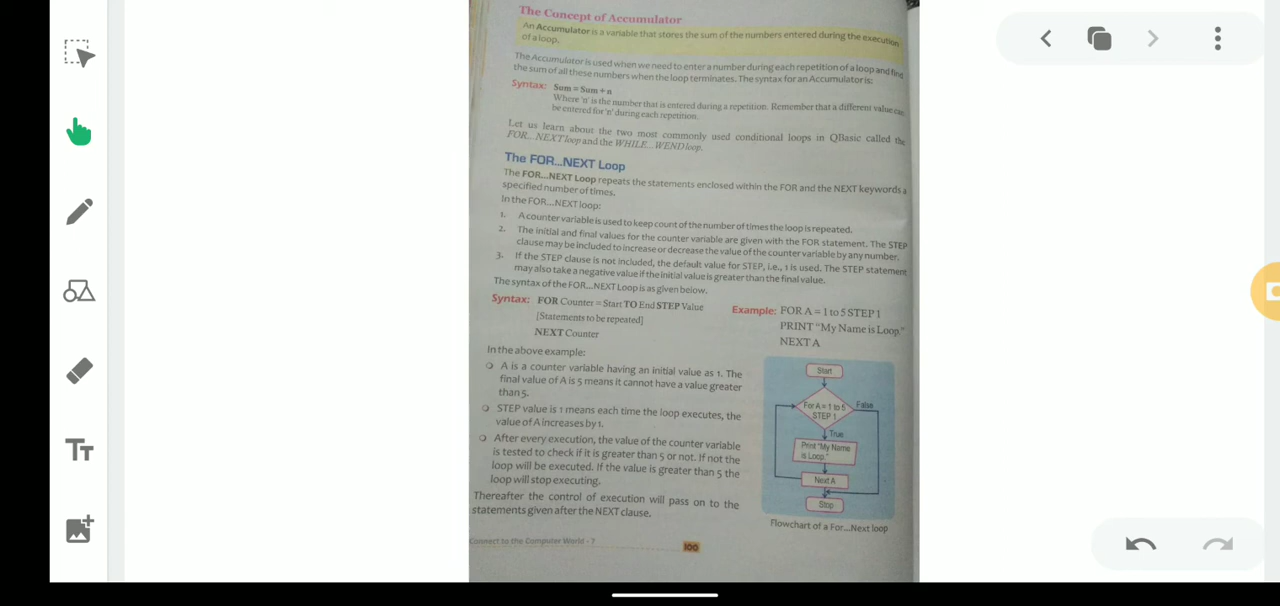 The Concept of Accumulator
An Accumulator is a variable that stores the sum of the numbers entered during the execution
of a loop.
The Accumulator is used when we need to enter a number during each repetition of a loop and find
the sum of all these numbers when the loop terminates. The syntax for an Accumulator is:
Syntax: Sum = Sum + n
Where 'n' is the number that is entered during a repetition. Remember that a different value can
be entered for 'n' during each repetition.
Let us learn about the two most commonly used conditional loops in QBasic called the
FOR... NEXT loop and the WHILE... WEND loop.
The FOR...NEXT Loop
The FOR...NEXT Loop repeats the statements enclosed within the FOR and the NEXT keywords a
specified number of times.
In the FOR...NEXT loop:
1. A counter variable is used to keep count of the number of times the loop is repeated.
2. The initial and final values for the counter variable are given with the FOR statement. The STEP
clause may be included to increase or decrease the value of the counter variable by any number.
3. If the STEP clause is not included, the default value for STEP, i.e., 1 is used. The STEP statement
may also take a negative value if the initial value is greater than the final value.
The syntax of the FOR...NEXT Loop is as given below.
Syntax: FOR Counter = Start TO End STEP Value
[Statements to be repeated]
NEXT Counter
Example: FOR A = 1 to 5 STEP 1
PRINT "My Name is Loop."
NEXT A
In the above example:
A is a counter variable having an initial value as 1. The
final value of A is 5 means it cannot have a value greater
than 5.
STEP value is 1 means each time the loop executes, the
value of A increases by 1.
After every execution, the value of the counter variable
is tested to check if it is greater than 5 or not. If not the
loop will be executed. If the value is greater than 5 the
loop will stop executing.
Thereafter the control of execution will pass on to the
statements given after the NEXT clause.
Start
For A = 1 to 5
STEP 1
False
True
Print "My Name
is Loop."
Next A
Stop
Flowchart of a For...Next loop
Connect to the Computer World - 7
100
Tт